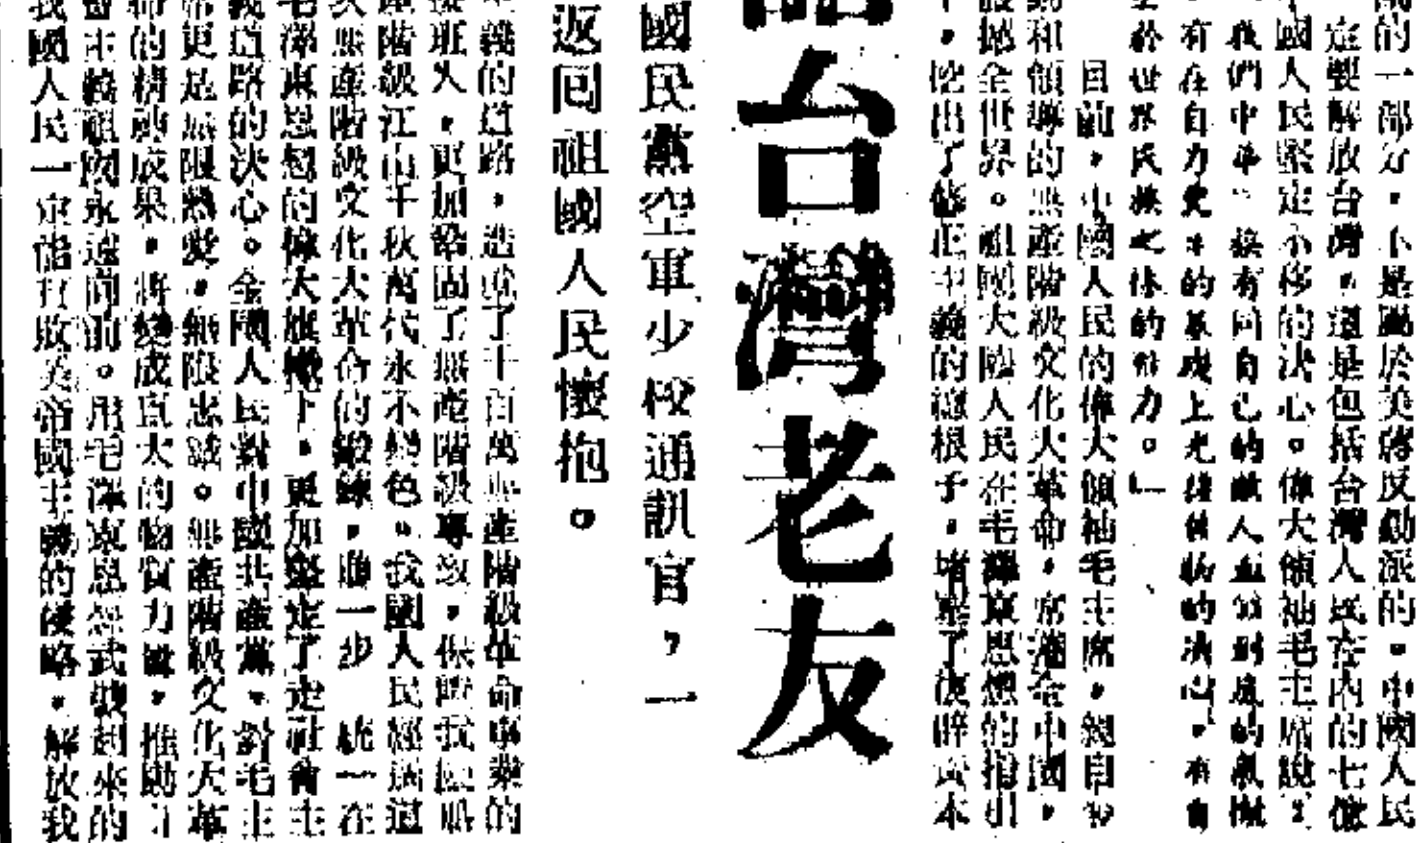 國的一部分，不是屬於美蔣反動派的。中國人民
一定要解放台灣，這是包括台灣人民在內的七億
中國人民堅定不移的決心。偉大領袖毛主席說：
我們中華民族有同自己的敵人血戰到底的氣慨
，有在自力更生的基礎上光復舊物的決心，有自
立於世界民族之林的能力。」
目前，中國人民的偉大領袖毛主席，親自發
動和領導的無產階級文化大革命，席捲全中國，
震撼全世界。祖國大陸人民在毛澤東思想的指引
下，挖出了修正主義的總根子，堵塞了復辟資本
主義的道路，造就了千百萬無產階級革命事業的
接班人，更加鞏固了無產階級專政，保證我國無
產階級江山千秋萬代永不變色。我國人民經過這
次無產階級文化大革命的鍛鍊，進一步統一在
毛澤東思想的偉大旗幟下，更加堅定了走社會主
義道路的決心。全國人民對中國共產黨，對毛主
席更是無限熱愛，無限忠誠。無產階級文化大革
命的精神成果，將變成巨大的物質力量，推動
會主義祖國永遠向前。用毛澤東思想武裝起來的
我國人民一定能打敗美帝國主義的侵略，解放我
台灣老友
國民黨空軍少校通訊官，一
返回祖國人民懷抱。